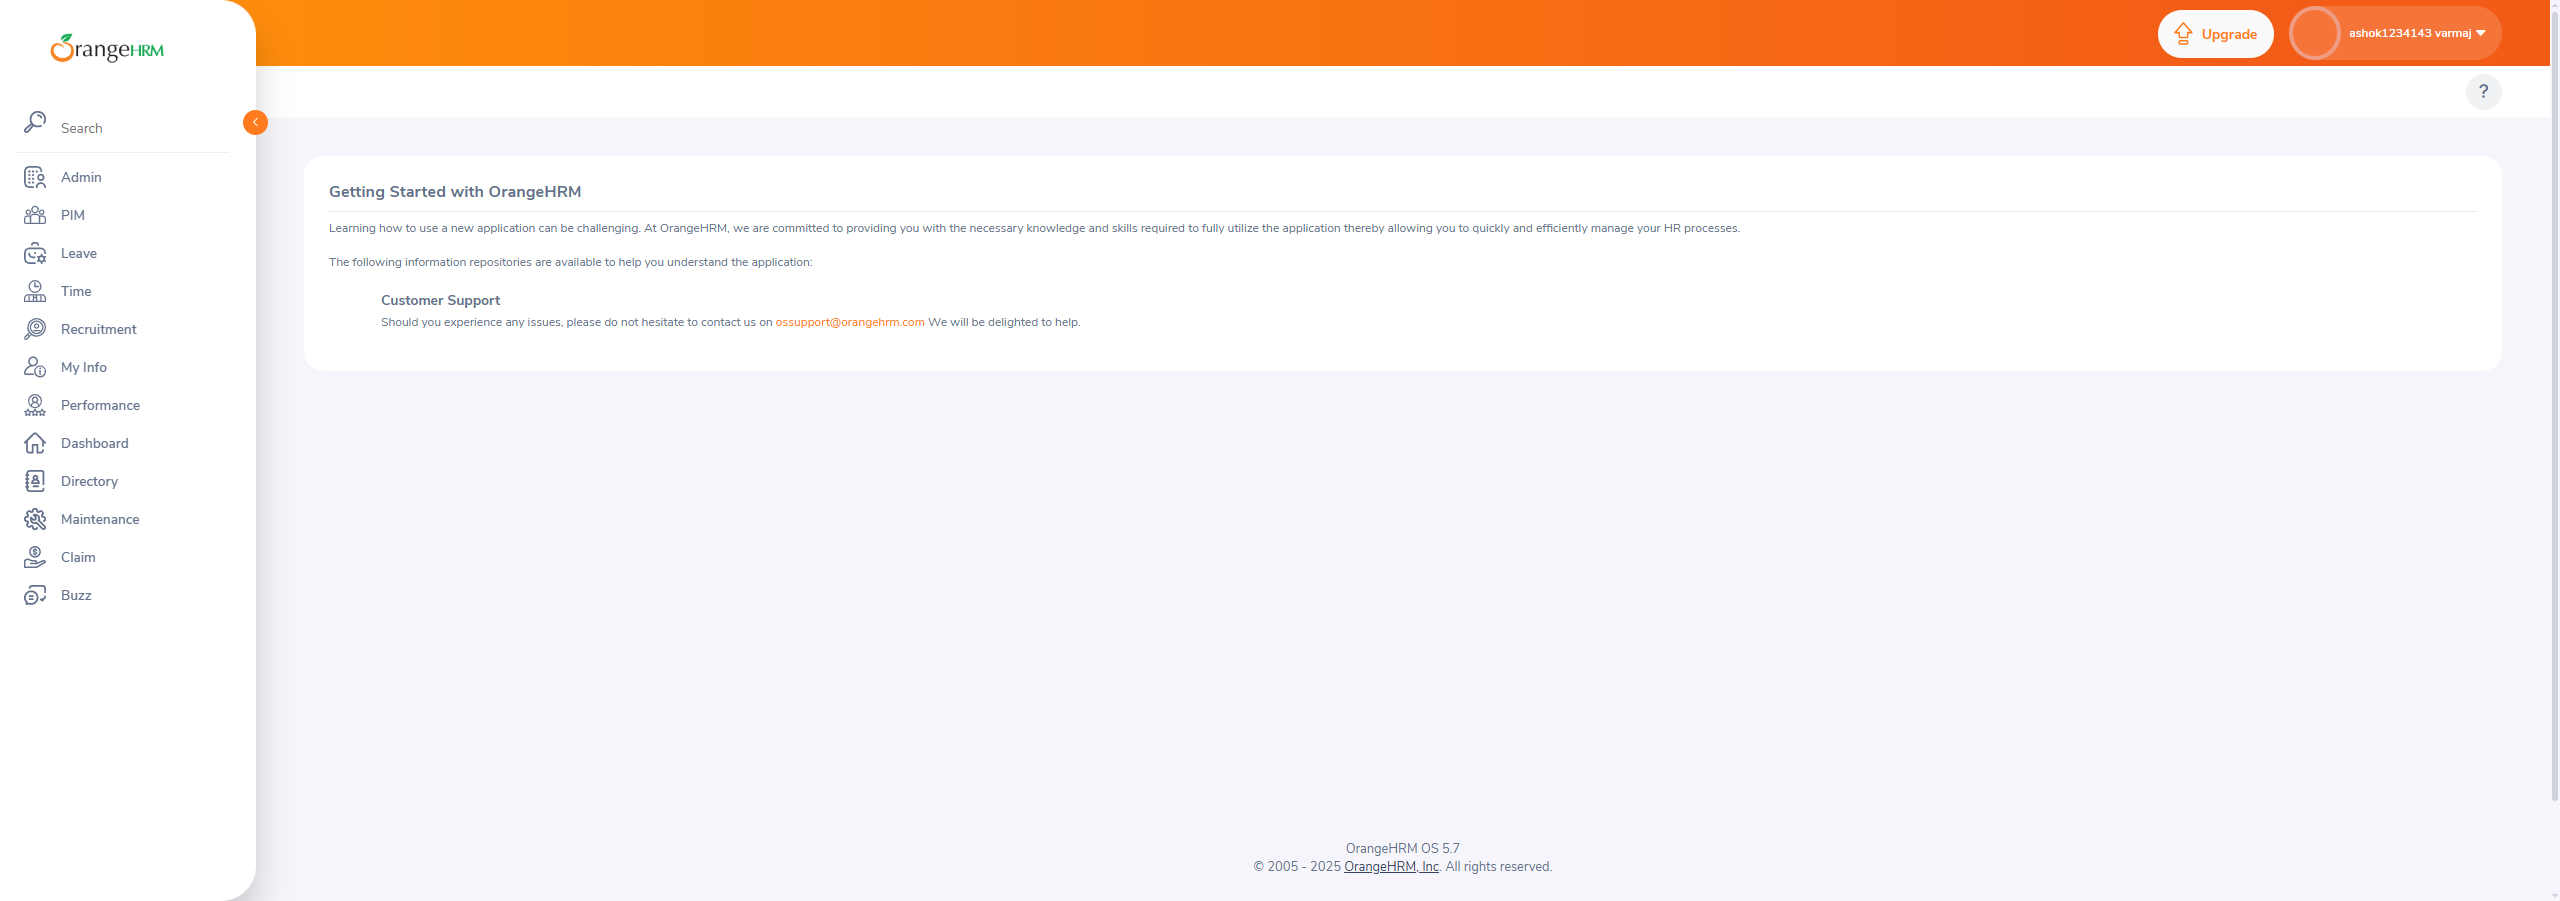 OrangeHRM
Upgrade
ashok1234143 varmaj
?
Search
Admin
PIM
Leave
Time
Recruitment
My Info
Performance
Dashboard
Directory
Maintenance
Claim
Buzz
Getting Started with OrangeHRM
Learning how to use a new application can be challenging. At OrangeHRM, we are committed to providing you with the necessary knowledge and skills required to fully utilize the application thereby allowing you to quickly and efficiently manage your HR processes.
The following information repositories are available to help you understand the application:
Customer Support
Should you experience any issues, please do not hesitate to contact us on ossupport@orangehrm.com We will be delighted to help.
OrangeHRM OS 5.7
© 2005 - 2025 OrangeHRM, Inc. All rights reserved.